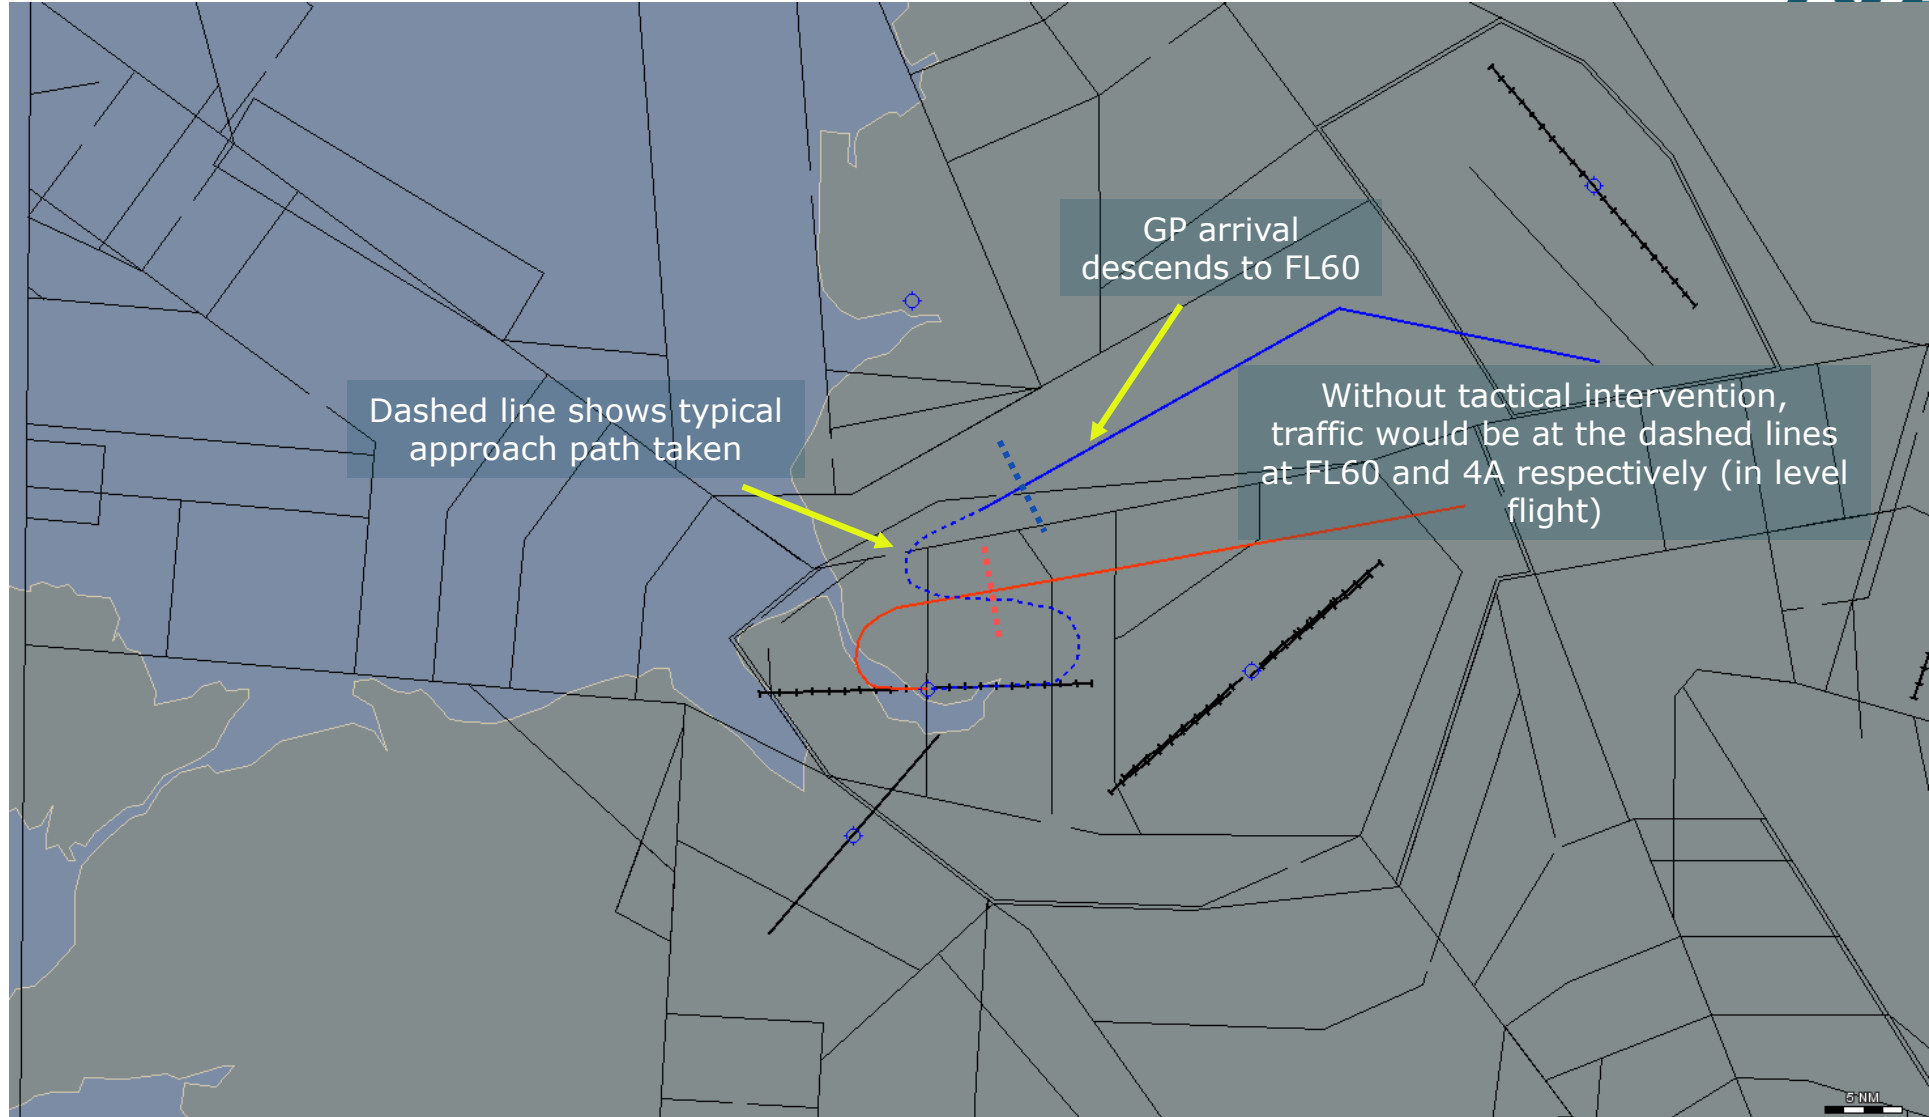 GP arrival
descends to FL60
Dashed line shows typical
approach path taken
Without tactical intervention,
traffic would be at the dashed lines
at FL60 and 4A respectively (in level
flight)
5 NM